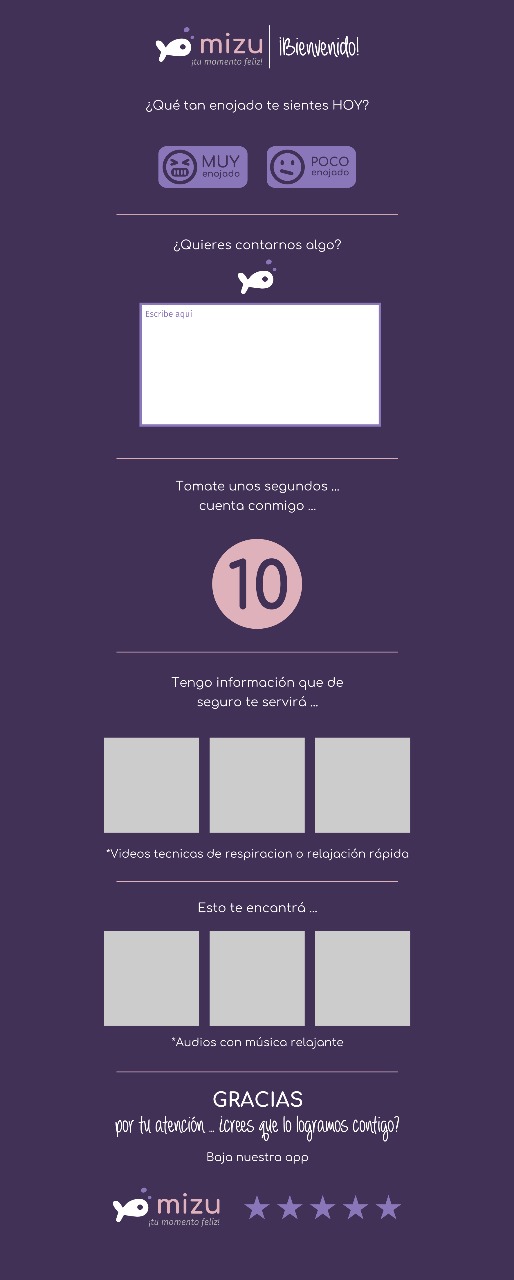 mizu
¡tu momento feliz!
¡Bienvenido!
¿Qué tan enojado te sientes HOY?
MUY
enojado
POCO
enojado
¿Quieres contarnos algo?
Escribe aquí
Tomate unos segundos ...
cuenta conmigo ...
10
Tengo información que de
seguro te servirá ...
*Videos tecnicas de respiracion o relajación rápida
Esto te encantrá ...
*Audios con música relajante
GRACIAS
por tu atención ... ¿crees que lo logramos contigo?
Baja nuestra app
mizu
¡tu momento feliz!